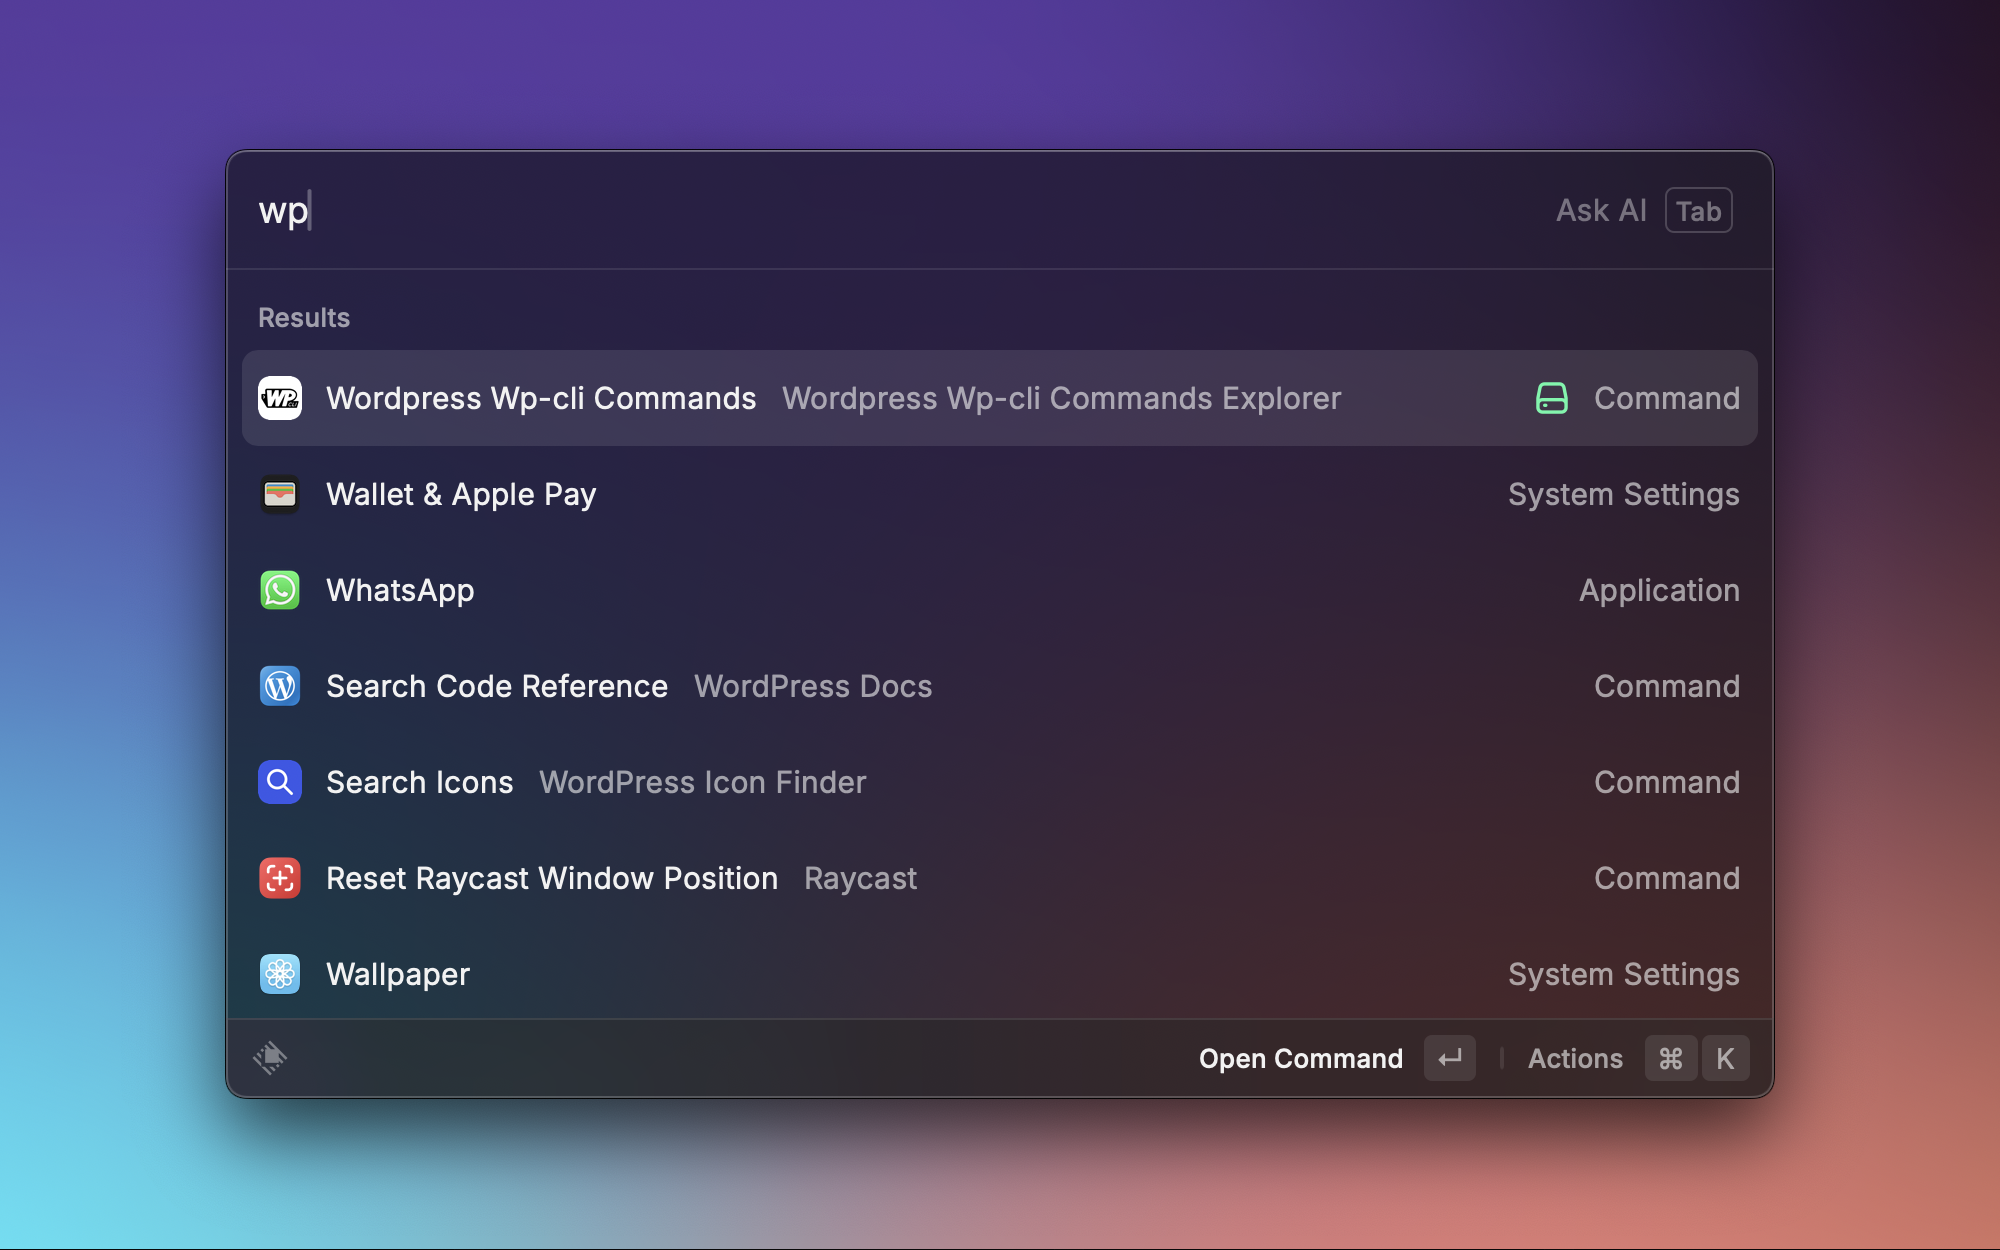 wp
Ask AI Tab
Results
WP Wordpress Wp-cli Commands Wordpress Wp-cli Commands Explorer Command
Wallet & Apple Pay System Settings
WhatsApp Application
Search Code Reference WordPress Docs Command
Search Icons WordPress Icon Finder Command
Reset Raycast Window Position Raycast Command
Wallpaper System Settings
Open Command ↵ Actions ⌘ K